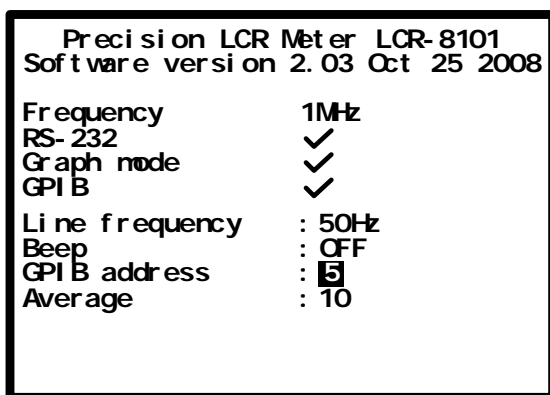 Precision LCR Meter LCR-8101
Software version 2.03 Oct 25 2008
Frequency 1MHz
RS-232 ✓
Graph mode ✓
GPIB ✓
Line frequency : 50Hz
Beep : OFF
GPIB address : 5
Average : 10